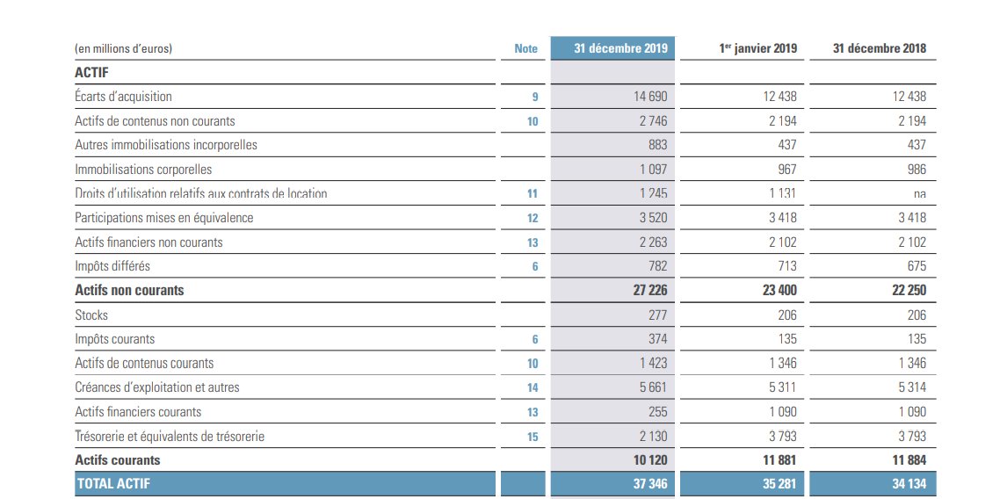 (en millions d’euros) Note 31 décembre 2019 1er janvier 2019 31 décembre 2018
ACTIF
Écarts d’acquisition 9 14 690 12 438 12 438
Actifs de contenus non courants 10 2 746 2 194 2 194
Autres immobilisations incorporelles 883 437 437
Immobilisations corporelles 1 097 967 986
Droits d’utilisation relatifs aux contrats de location 11 1 245 1 131 na
Participations mises en équivalence 12 3 520 3 418 3 418
Actifs financiers non courants 13 2 263 2 102 2 102
Impôts différés 6 782 713 675
Actifs non courants 27 226 23 400 22 250
Stocks 277 206 206
Impôts courants 6 374 135 135
Actifs de contenus courants 10 1 423 1 346 1 346
Créances d’exploitation et autres 14 5 661 5 311 5 314
Actifs financiers courants 13 255 1 090 1 090
Trésorerie et équivalents de trésorerie 15 2 130 3 793 3 793
Actifs courants 10 120 11 881 11 884
TOTAL ACTIF 37 346 35 281 34 134